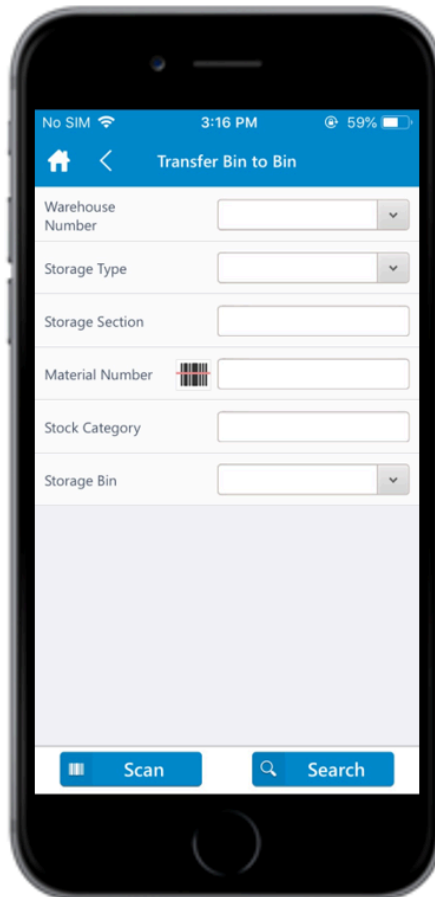 No SIM 3:16 PM 59%
Transfer Bin to Bin
Warehouse
Number
Storage Type
Storage Section
Material Number
Stock Category
Storage Bin
Scan Search